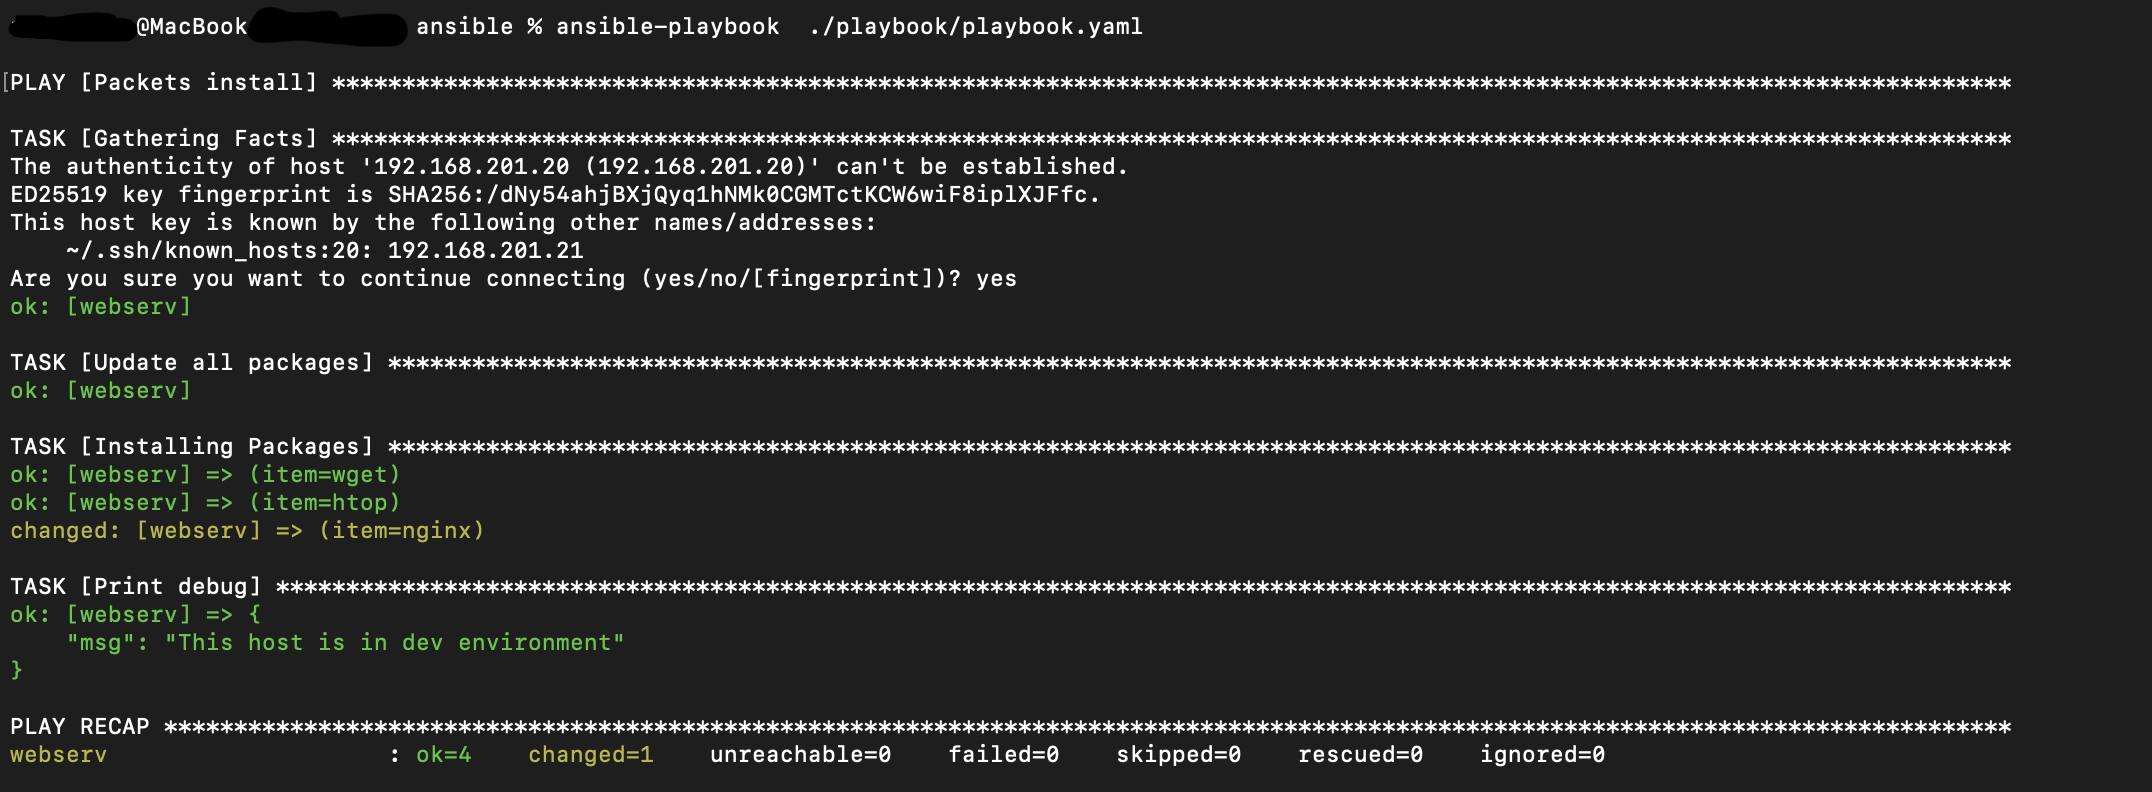 @MacBook ansible % ansible-playbook  ./playbook/playbook.yaml
[PLAY [Packets install] ************************************************************************************************************************
TASK [Gathering Facts] ************************************************************************************************************************
The authenticity of host '192.168.201.20 (192.168.201.20)' can't be established.
ED25519 key fingerprint is SHA256:/dNy54ahjBXjQyq1hNMk0CGMTctKCW6wiF8iplXJFfc.
This host key is known by the following other names/addresses:
    ~/.ssh/known_hosts:20: 192.168.201.21
Are you sure you want to continue connecting (yes/no/[fingerprint])? yes
ok: [webserv]
TASK [Update all packages] ********************************************************************************************************************
ok: [webserv]
TASK [Installing Packages] ********************************************************************************************************************
ok: [webserv] => (item=wget)
ok: [webserv] => (item=htop)
changed: [webserv] => (item=nginx)
TASK [Print debug] ****************************************************************************************************************************
ok: [webserv] => {
    "msg": "This host is in dev environment"
}
PLAY RECAP ************************************************************************************************************************************
webserv                    : ok=4    changed=1    unreachable=0    failed=0    skipped=0    rescued=0    ignored=0